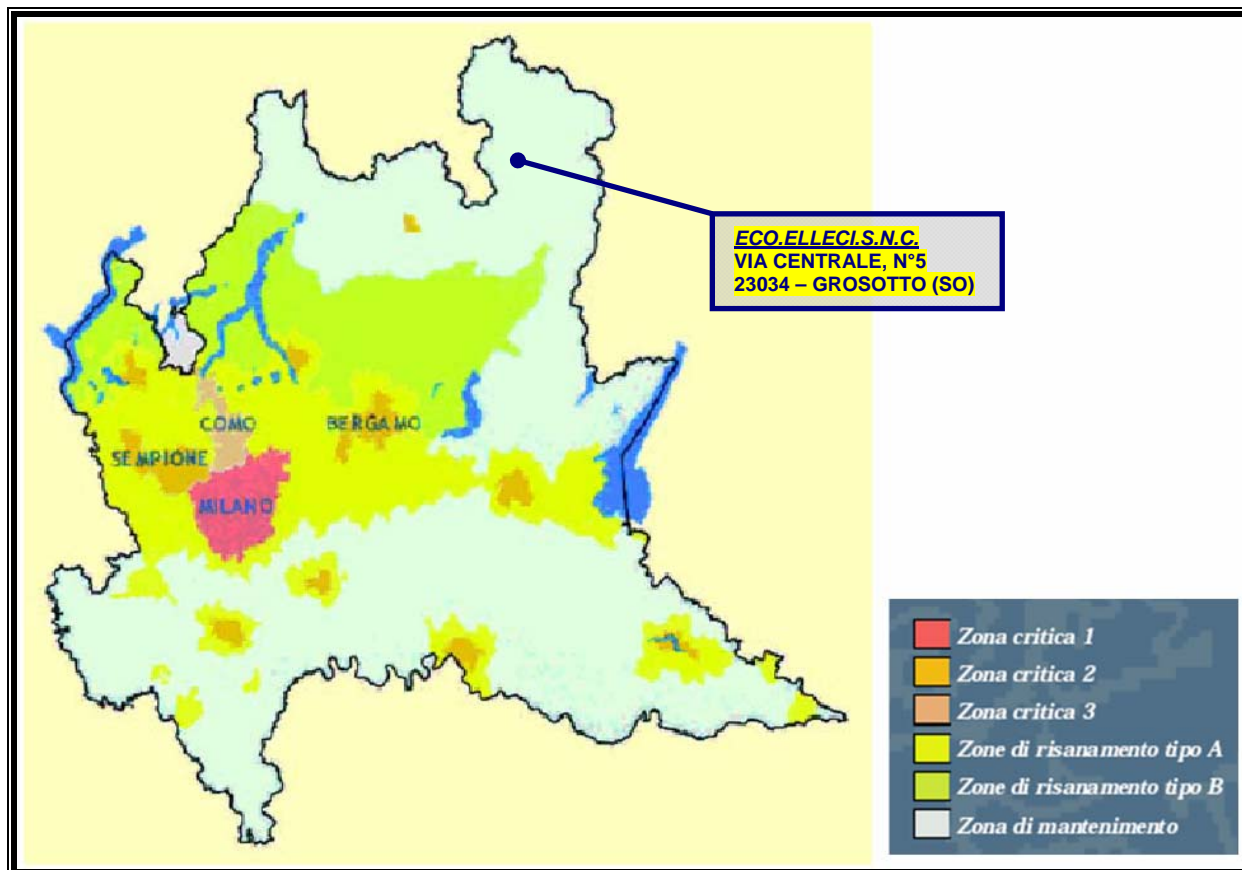 ECO.ELLECI.S.N.C.
VIA CENTRALE, N°5
23034 – GROSOTTO (SO)
COMO
BERGAMO
SEMPIONE
MILANO
Zona critica 1
Zona critica 2
Zona critica 3
Zone di risanamento tipo A
Zone di risanamento tipo B
Zona di mantenimento